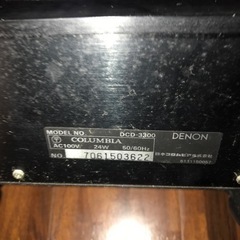 MODEL NO DCD-3300 DENON
COLUMBIA
AC100V 24W 50/60Hz
NO. 7061503622